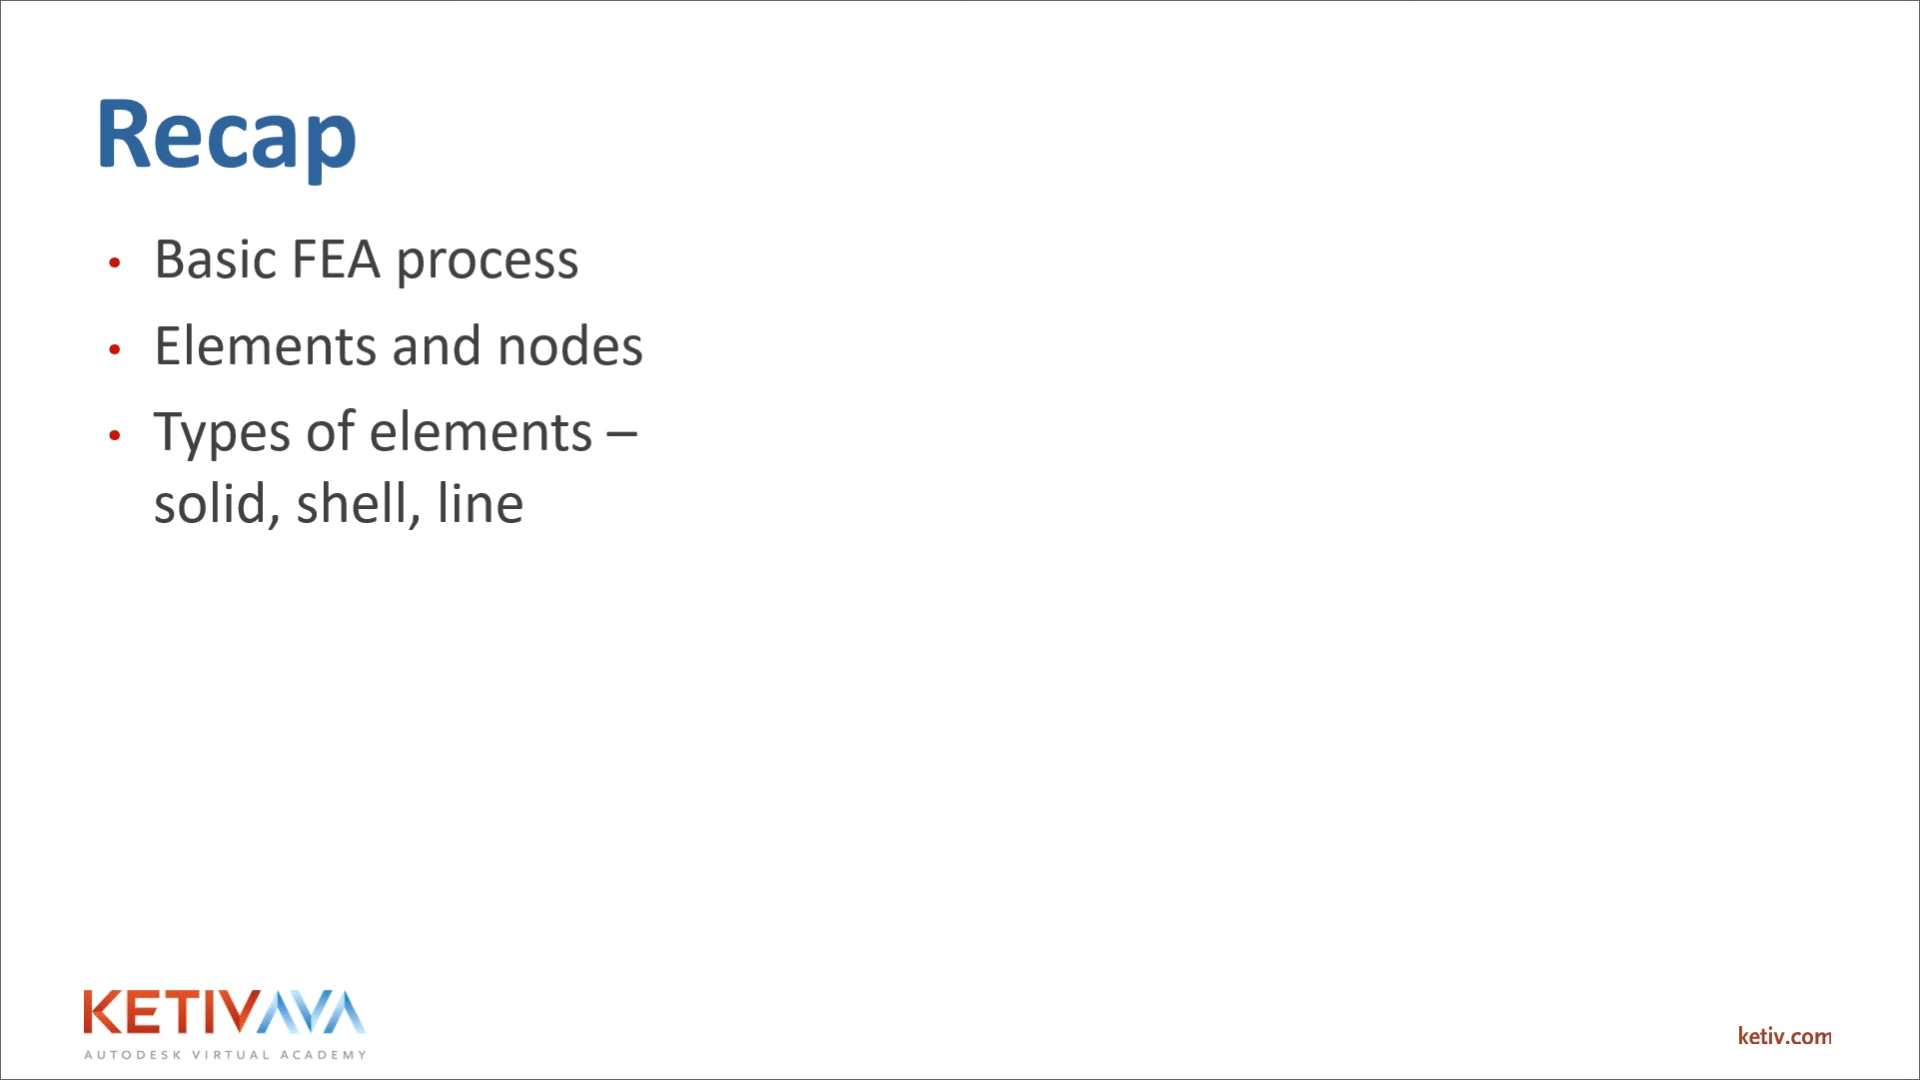 Recap
• Basic FEA process
• Elements and nodes
• Types of elements –
solid, shell, line
KETIVAVA
AUTODESK VIRTUAL ACADEMY
ketiv.com